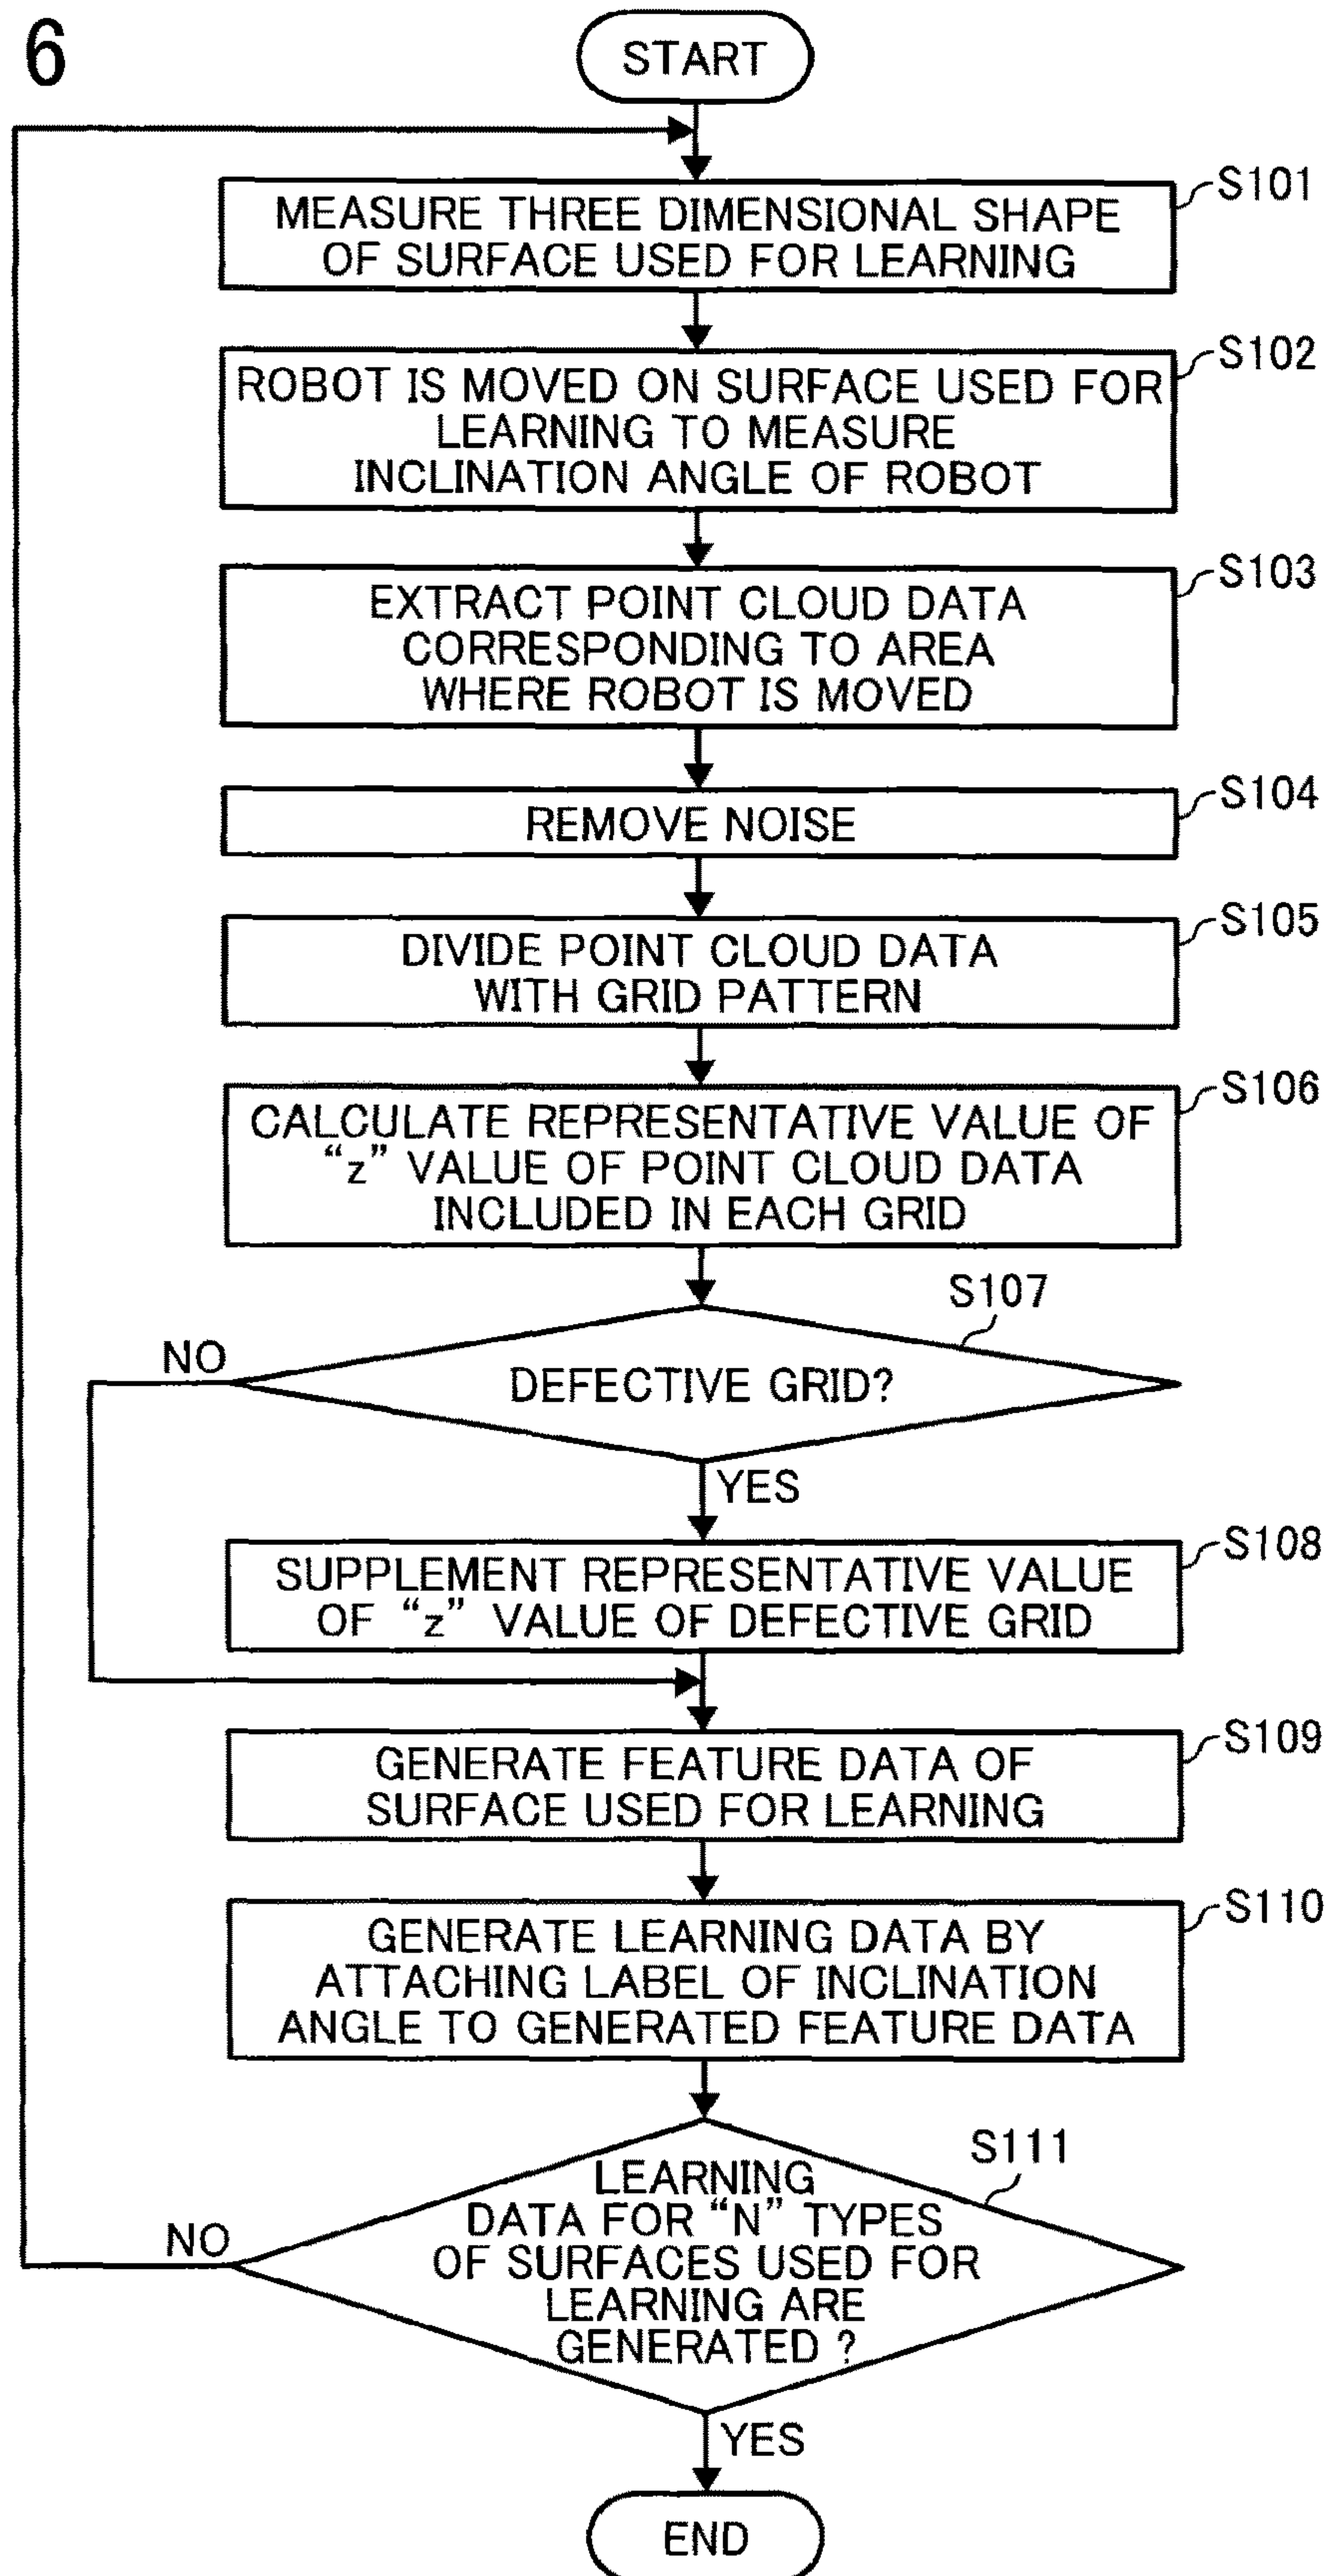 6
START
S101
MEASURE THREE DIMENSIONAL SHAPE
OF SURFACE USED FOR LEARNING
S102
ROBOT IS MOVED ON SURFACE USED FOR
LEARNING TO MEASURE
INCLINATION ANGLE OF ROBOT
S103
EXTRACT POINT CLOUD DATA
CORRESPONDING TO AREA
WHERE ROBOT IS MOVED
S104
REMOVE NOISE
S105
DIVIDE POINT CLOUD DATA
WITH GRID PATTERN
S106
CALCULATE REPRESENTATIVE VALUE OF
“z” VALUE OF POINT CLOUD DATA
INCLUDED IN EACH GRID
S107
NO
DEFECTIVE GRID?
YES
S108
SUPPLEMENT REPRESENTATIVE VALUE
OF “z” VALUE OF DEFECTIVE GRID
S109
GENERATE FEATURE DATA OF
SURFACE USED FOR LEARNING
S110
GENERATE LEARNING DATA BY
ATTACHING LABEL OF INCLINATION
ANGLE TO GENERATED FEATURE DATA
S111
NO
LEARNING
DATA FOR “N” TYPES
OF SURFACES USED FOR
LEARNING ARE
GENERATED ?
YES
END